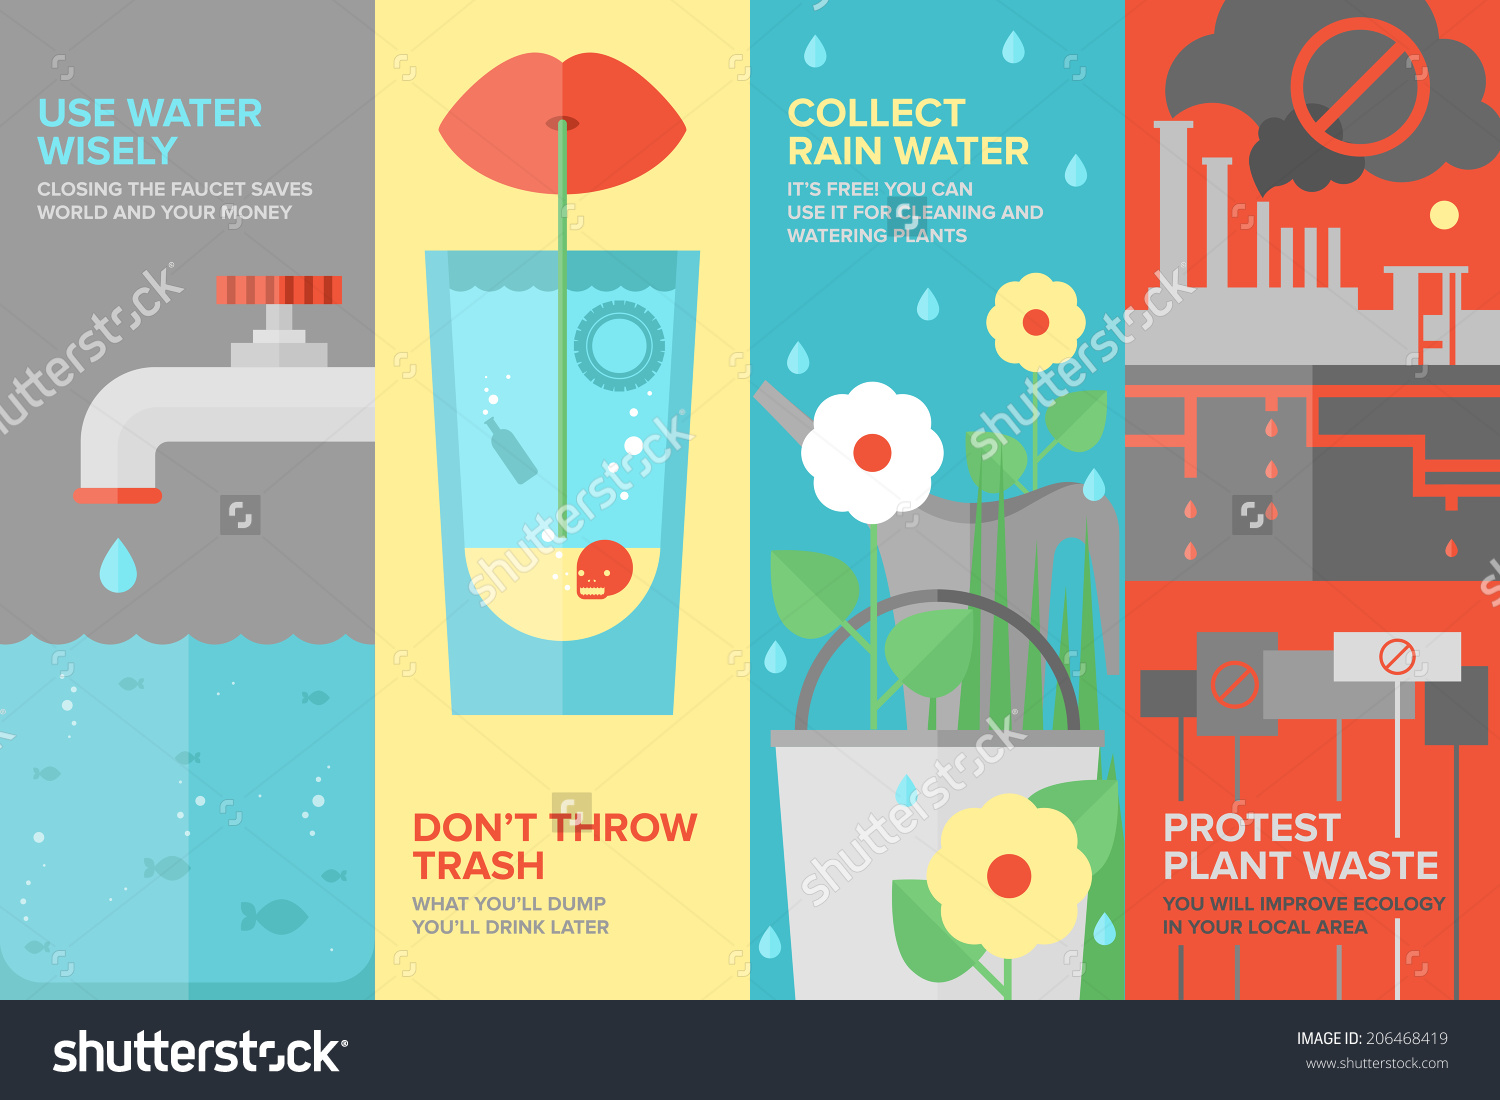 USE WATER
WISELY
CLOSING THE FAUCET SAVES
WORLD AND YOUR MONEY
DON'T THROW
TRASH
WHAT YOU'LL DUMP
YOU'LL DRINK LATER
COLLECT
RAIN WATER
IT'S FREE! YOU CAN
USE IT FOR CLEANING AND
WATERING PLANTS
PROTEST
PLANT WASTE
YOU WILL IMPROVE ECOLOGY
IN YOUR LOCAL AREA
shutterstock
shutterstock
shutterstock
shutterstock
shutterstock®
IMAGE ID: 206468419
www.shutterstock.com